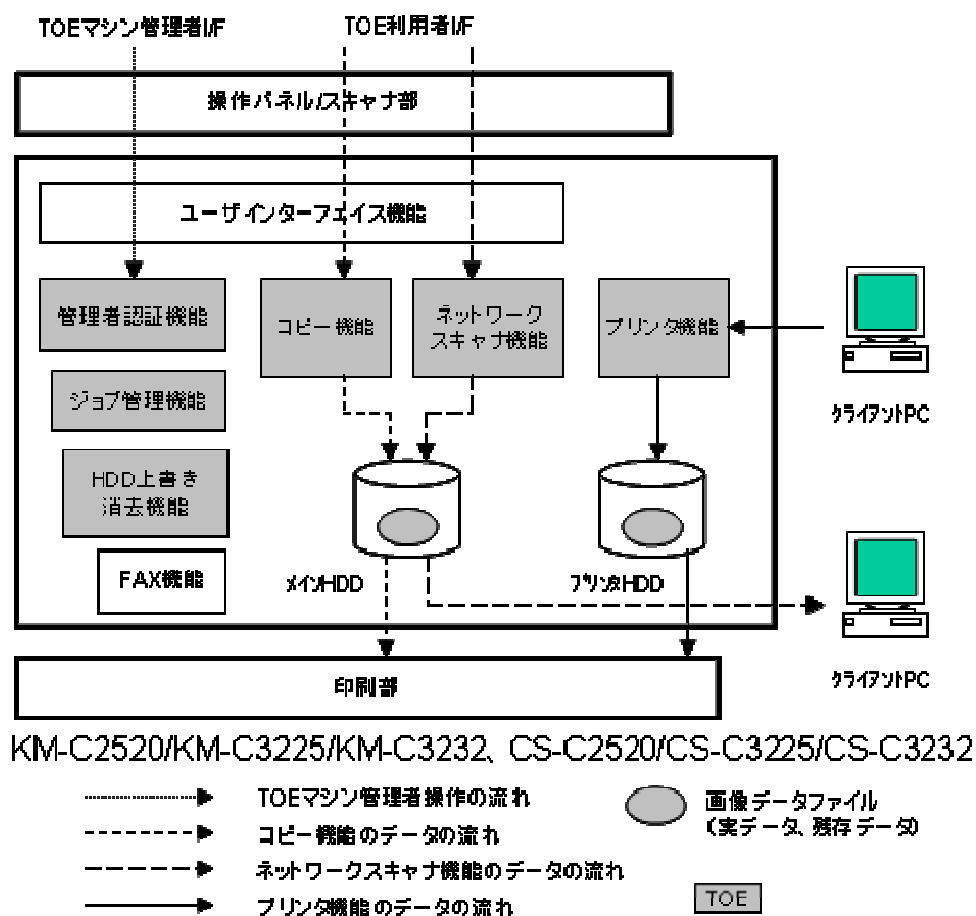 TOEマシン管理者I/F
TOE利用者I/F
操作パネル/スキャナ部
ユーザインターフェイス機能
管理者認証機能
コピー機能
ネットワーク
スキャナ機能
プリンタ機能
クライアントPC
ジョブ管理機能
HDD上書き
消去機能
FAX機能
メインHDD
プリンタHDD
クライアントPC
印刷部
KM-C2520/KM-C3225/KM-C3232、CS-C2520/CS-C3225/CS-C3232
TOEマシン管理者操作の流れ
コピー機能のデータの流れ
ネットワークスキャナ機能のデータの流れ
プリンタ機能のデータの流れ
画像データファイル
(実データ、残存データ)
TOE